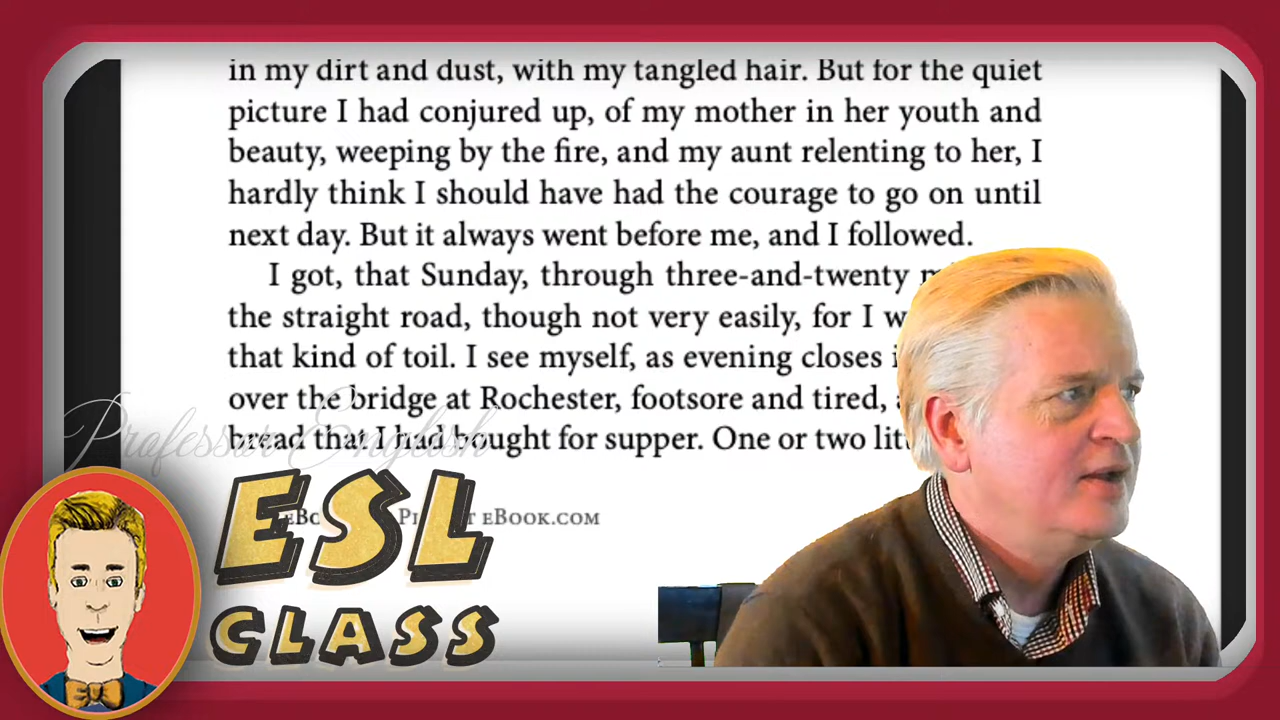 in my dirt and dust, with my tangled hair. But for the quiet
picture I had conjured up, of my mother in her youth and
beauty, weeping by the fire, and my aunt relenting to her, I
hardly think I should have had the courage to go on until
next day. But it always went before me, and I followed.
I got, that Sunday, through three-and-twenty
the straight road, though not very easily, for I
that kind of toil. I see myself, as evening closes
over the bridge at Rochester, footsore and tired,
bread that I had bought for supper. One or two
Professor English
eBook.com
ESL
CLASS